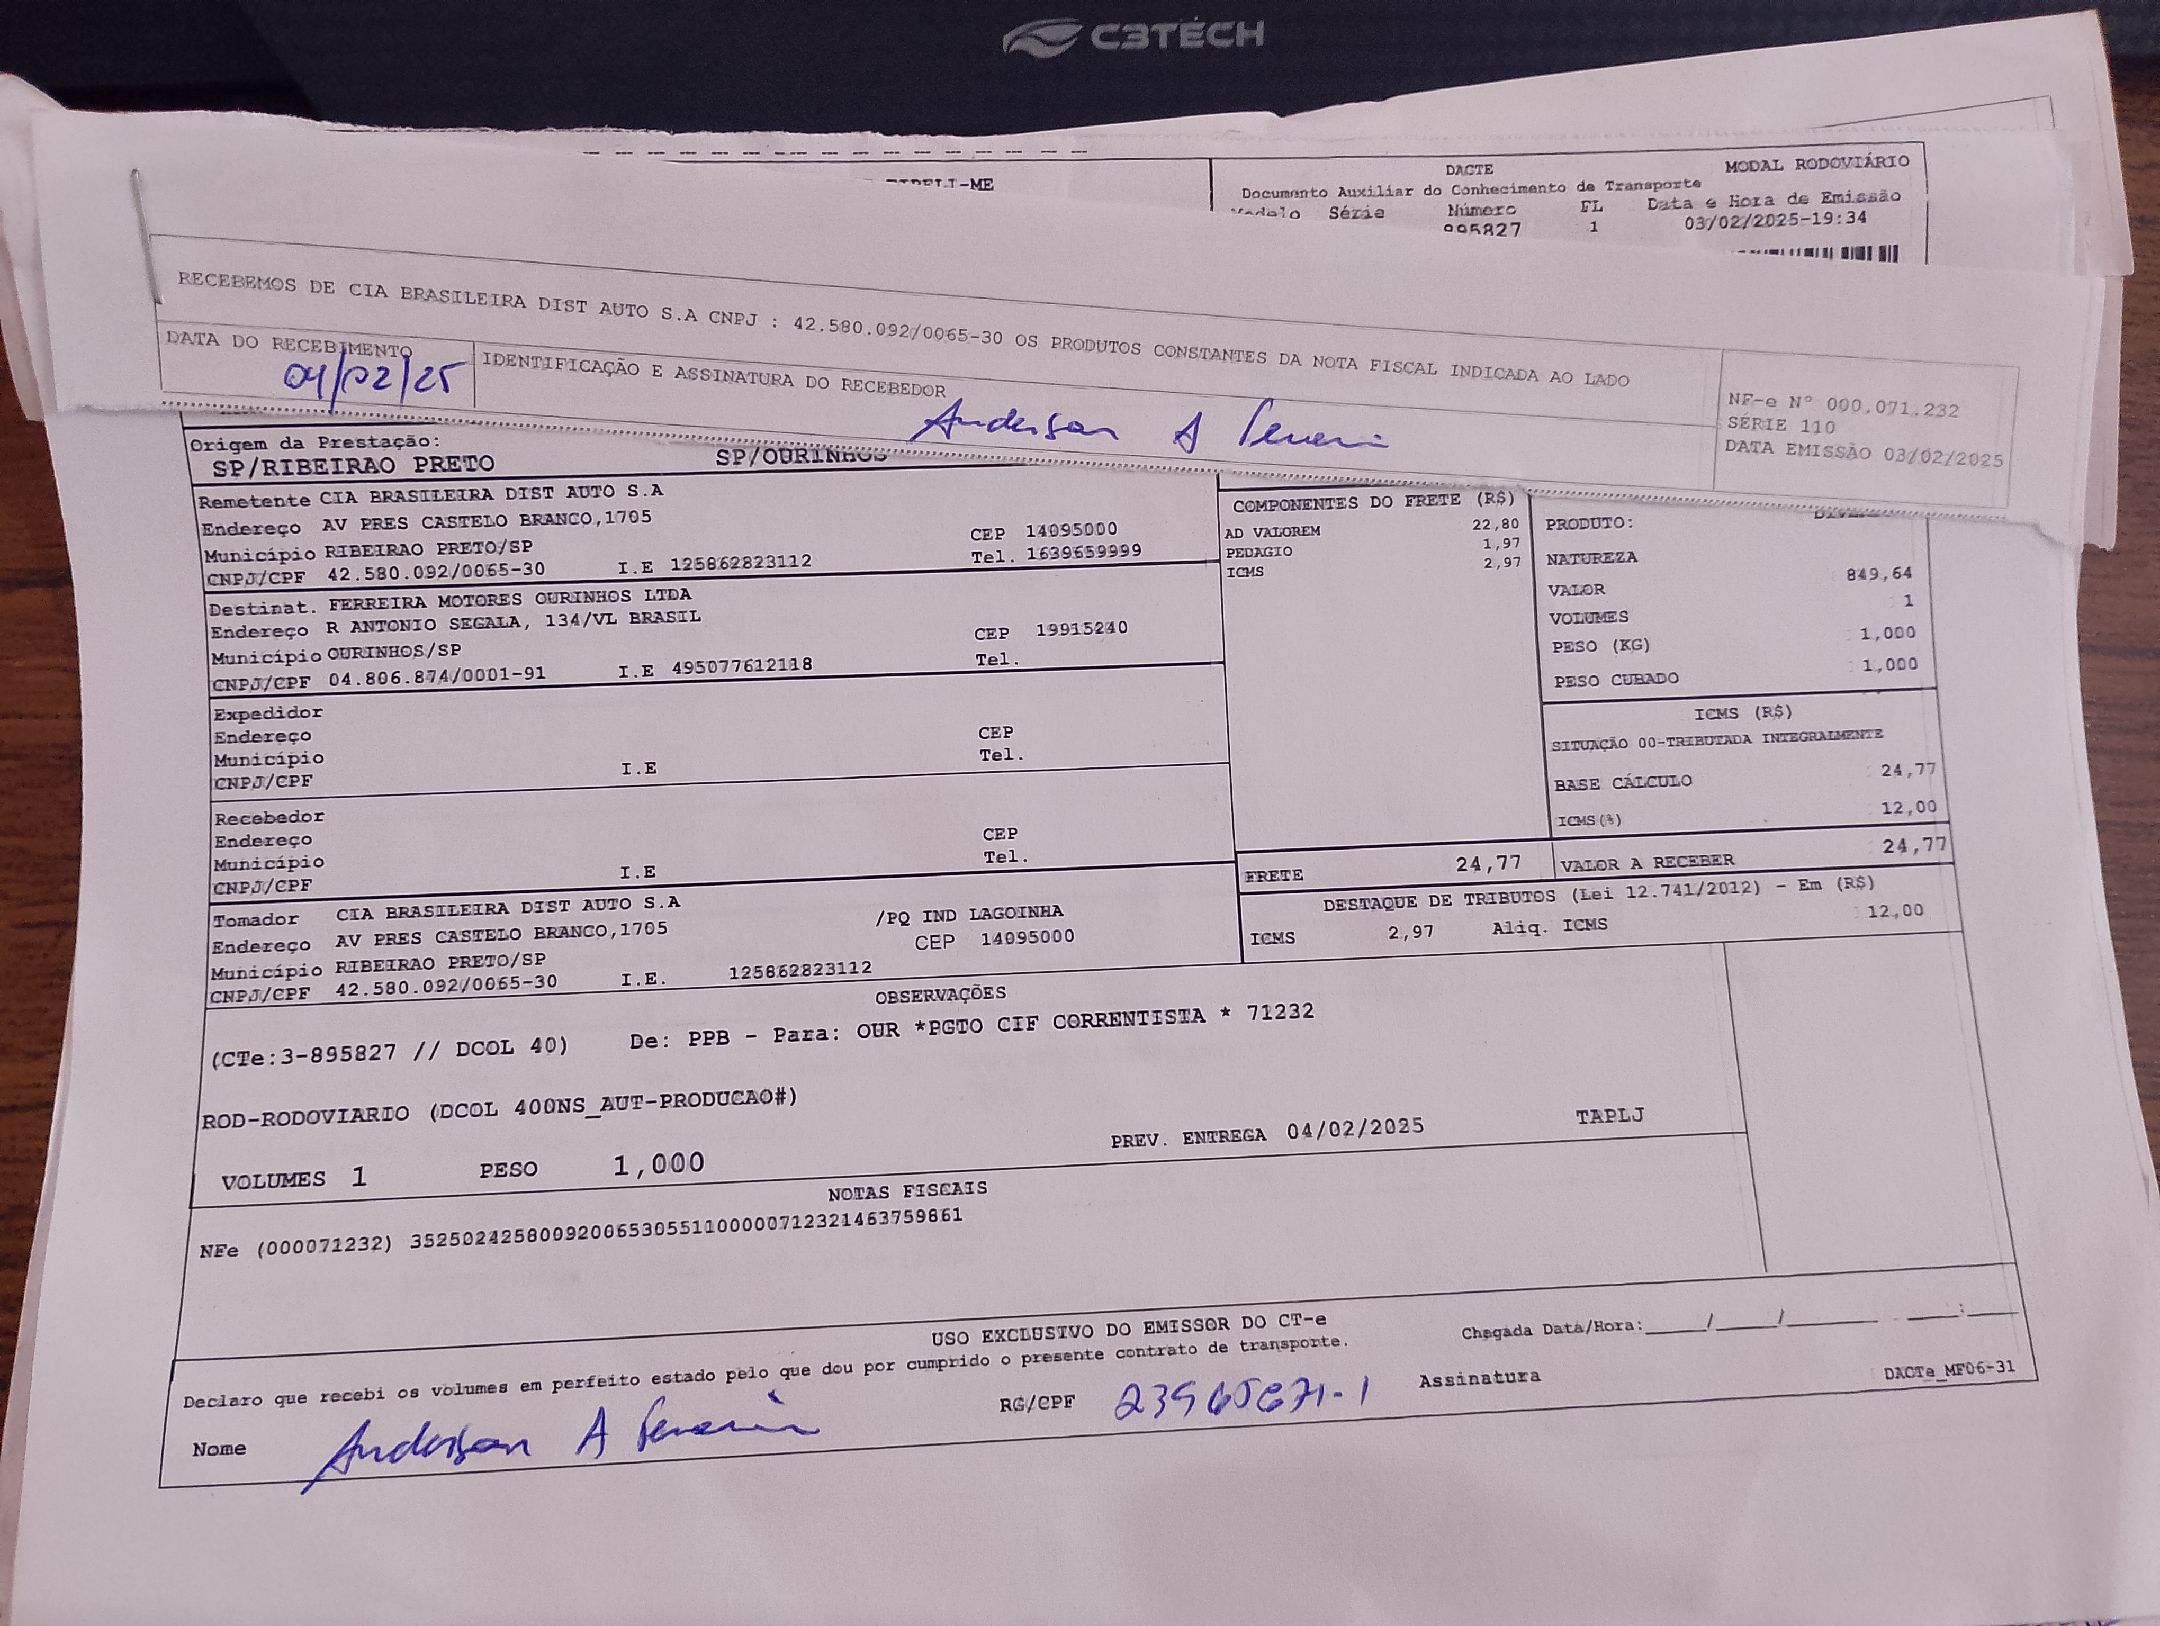 C3TECH
DACTE MODAL RODOVIÁRIO
-ME Documento Auxiliar do Conhecimento de Transporte
Modelo Série Número FL Data e Hora de Emissão
895827 1 03/02/2025-19:34
RECEBEMOS DE CIA BRASILEIRA DIST AUTO S.A CNPJ : 42.580.092/0065-30 OS PRODUTOS CONSTANTES DA NOTA FISCAL INDICADA AO LADO
DATA DO RECEBIMENTO IDENTIFICAÇÃO E ASSINATURA DO RECEBEDOR
04/02/25 Anderson A
NF-e Nº 000.071.232
SÉRIE 110
DATA EMISSÃO 03/02/2025
Origem da Prestação:
SP/RIBEIRAO PRETO SP/OURINHOS
Remetente CIA BRASILEIRA DIST AUTO S.A
Endereço AV PRES CASTELO BRANCO,1705 CEP 14095000
Município RIBEIRAO PRETO/SP Tel. 1639659999
CNPJ/CPF 42.580.092/0065-30 I.E 125862823112
Destinat. FERREIRA MOTORES OURINHOS LTDA
Endereço R ANTONIO SEGALA, 134/VL BRASIL CEP 19915240
Município OURINHOS/SP Tel.
CNPJ/CPF 04.806.874/0001-91 I.E 495077612118
Expedidor
Endereço CEP
Município Tel.
CNPJ/CPF I.E
Recebedor
Endereço CEP
Município Tel.
CNPJ/CPF I.E
Tomador CIA BRASILEIRA DIST AUTO S.A /PQ IND LAGOINHA
Endereço AV PRES CASTELO BRANCO,1705 CEP 14095000
Município RIBEIRAO PRETO/SP
CNPJ/CPF 42.580.092/0065-30 I.E. 125862823112
COMPONENTES DO FRETE (R$)
AD VALOREM 22,80
PEDAGIO 1,97
ICMS 2,97
PRODUTO:
NATUREZA
VALOR 849,64
VOLUMES 1
PESO (KG) 1,000
PESO CUBADO 1,000
ICMS (R$)
SITUAÇÃO 00-TRIBUTADA INTEGRALMENTE
BASE CÁLCULO 24,77
ICMS(%) 12,00
FRETE 24,77 VALOR A RECEBER 24,77
DESTAQUE DE TRIBUTOS (Lei 12.741/2012) - Em (R$)
ICMS 2,97 Aliq. ICMS 12,00
OBSERVAÇÕES
(CTe:3-895827 // DCOL 40) De: PPB - Para: OUR *PGTO CIF CORRENTISTA * 71232
ROD-RODOVIARIO (DCOL 400NS_AUT-PRODUCAO#)
PREV. ENTREGA 04/02/2025 TAPLJ
VOLUMES 1 PESO 1,000
NOTAS FISCAIS
NFe (000071232) 35250242580092006530551100000712321463759861
USO EXCLUSIVO DO EMISSOR DO CT-e
Declaro que recebi os volumes em perfeito estado pelo que dou por cumprido o presente contrato de transporte. Chegada Data/Hora:_____/_____/________ _____:_____
Nome Anderson A RG/CPF Assinatura DACTe_MF06-31